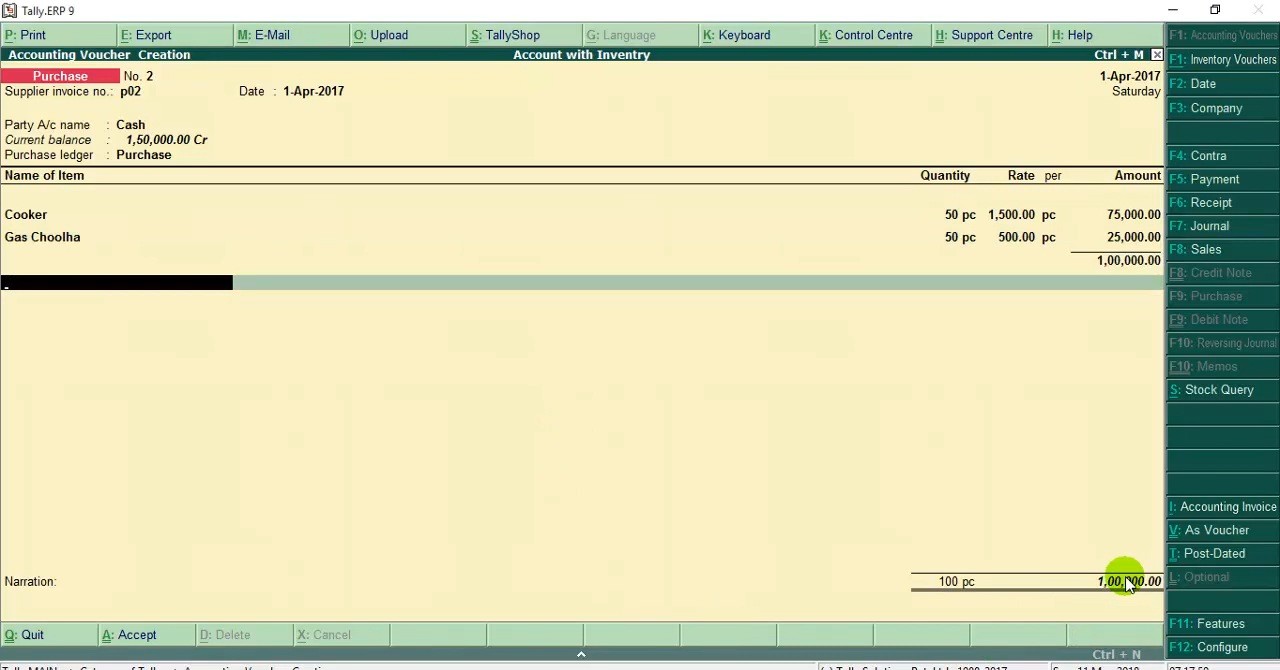 Tally.ERP 9
P: Print E: Export M: E-Mail O: Upload S: TallyShop G: Language K: Keyboard K: Control Centre H: Support Centre H: Help
Accounting Voucher Creation Account with Inventry Ctrl + M
Purchase No. 2 1-Apr-2017
Supplier invoice no.: p02 Date : 1-Apr-2017 Saturday
Party A/c name : Cash
Current balance : 1,50,000.00 Cr
Purchase ledger : Purchase
Name of Item Quantity Rate per Amount
Cooker 50 pc 1,500.00 pc 75,000.00
Gas Choolha 50 pc 500.00 pc 25,000.00
1,00,000.00
Narration: 100 pc 1,00,000.00
Q: Quit A: Accept D: Delete X: Cancel
Ctrl + N
F1: Accounting Vouchers
F1: Inventory Vouchers
F2: Date
F3: Company
F4: Contra
F5: Payment
F6: Receipt
F7: Journal
F8: Sales
F8: Credit Note
F9: Purchase
F9: Debit Note
F10: Reversing Journal
F10: Memos
S: Stock Query
I: Accounting Invoice
V: As Voucher
T: Post-Dated
L: Optional
F11: Features
F12: Configure